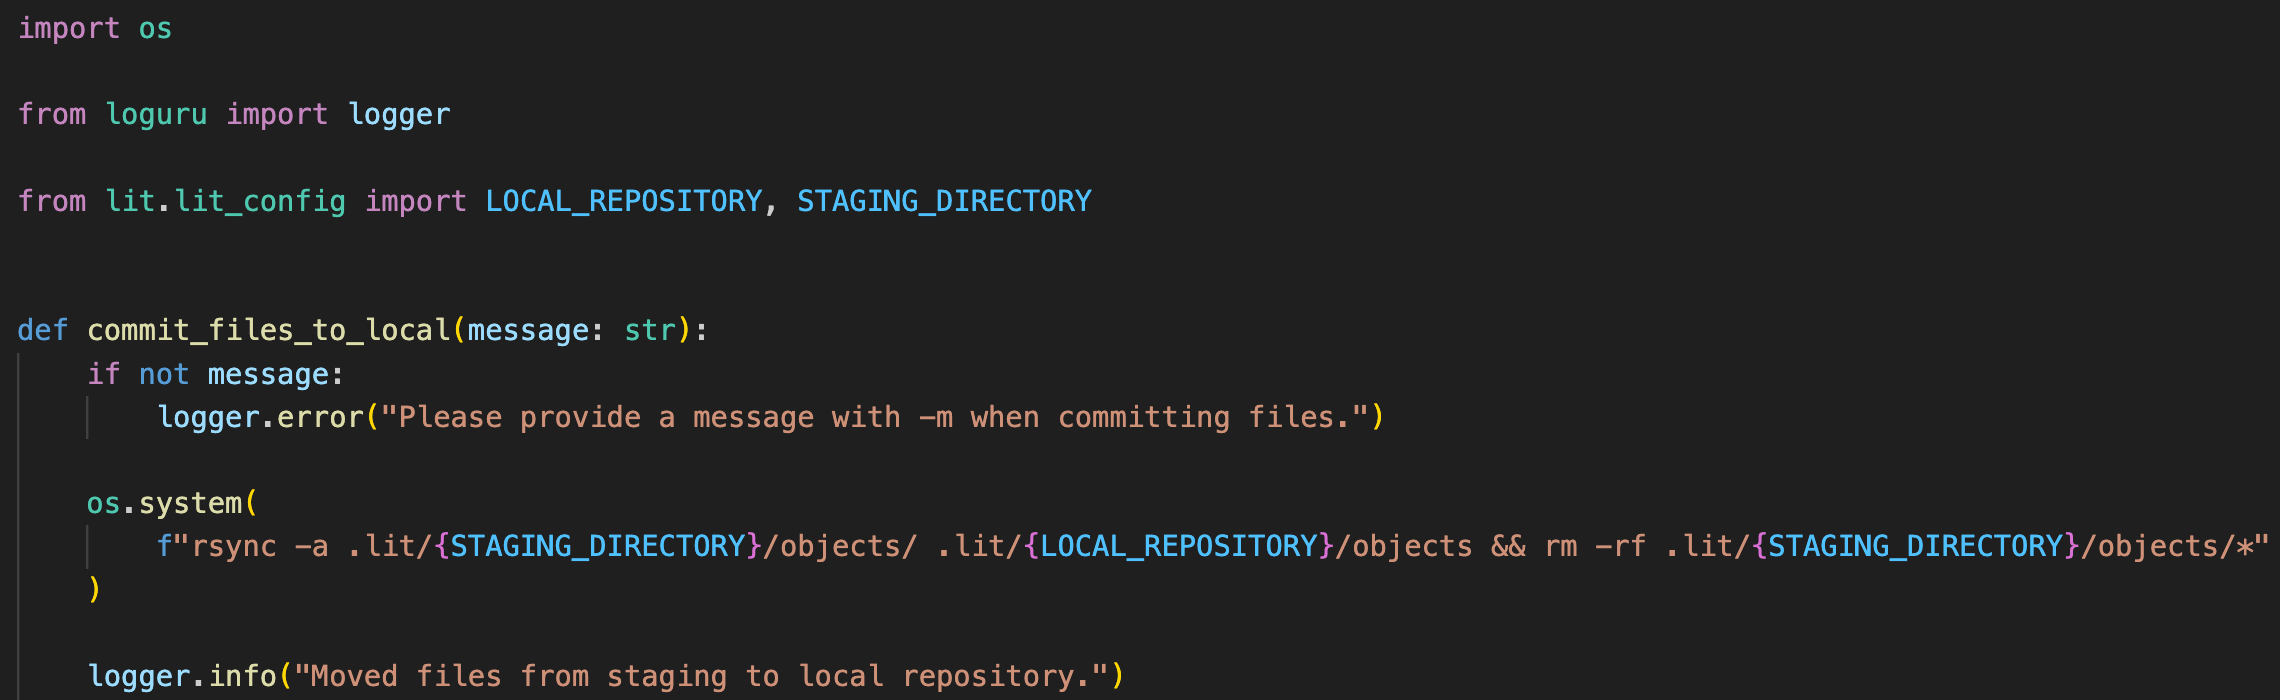 import os
from loguru import logger
from lit.lit_config import LOCAL_REPOSITORY, STAGING_DIRECTORY
def commit_files_to_local(message: str):
    if not message:
        logger.error("Please provide a message with -m when committing files.")
    os.system(
        f"rsync -a .lit/{STAGING_DIRECTORY}/objects/ .lit/{LOCAL_REPOSITORY}/objects && rm -rf .lit/{STAGING_DIRECTORY}/objects/*"
    )
    logger.info("Moved files from staging to local repository.")